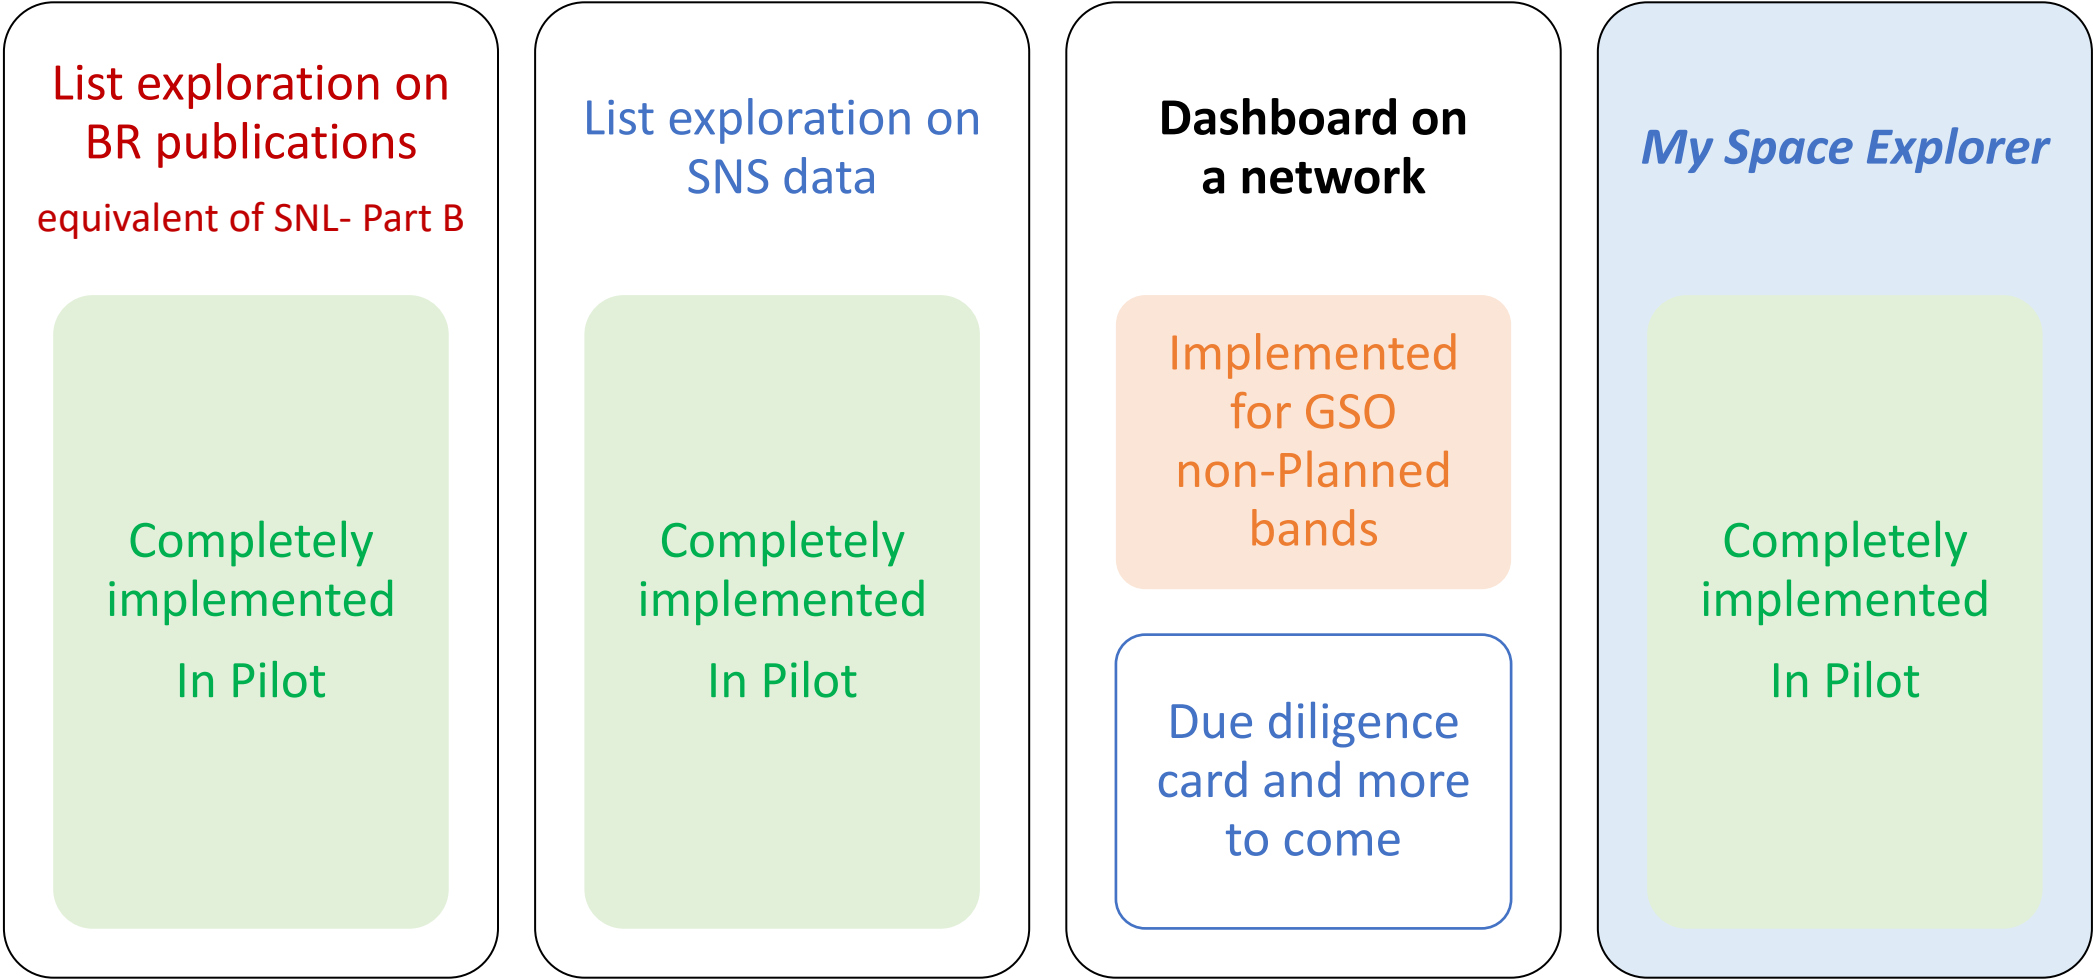 List exploration on
BR publications
equivalent of SNL- Part B
Completely
implemented
In Pilot
List exploration on
SNS data
Completely
implemented
In Pilot
Dashboard on
a network
Implemented
for GSO
non-Planned
bands
Due diligence
card and more
to come
My Space Explorer
Completely
implemented
In Pilot